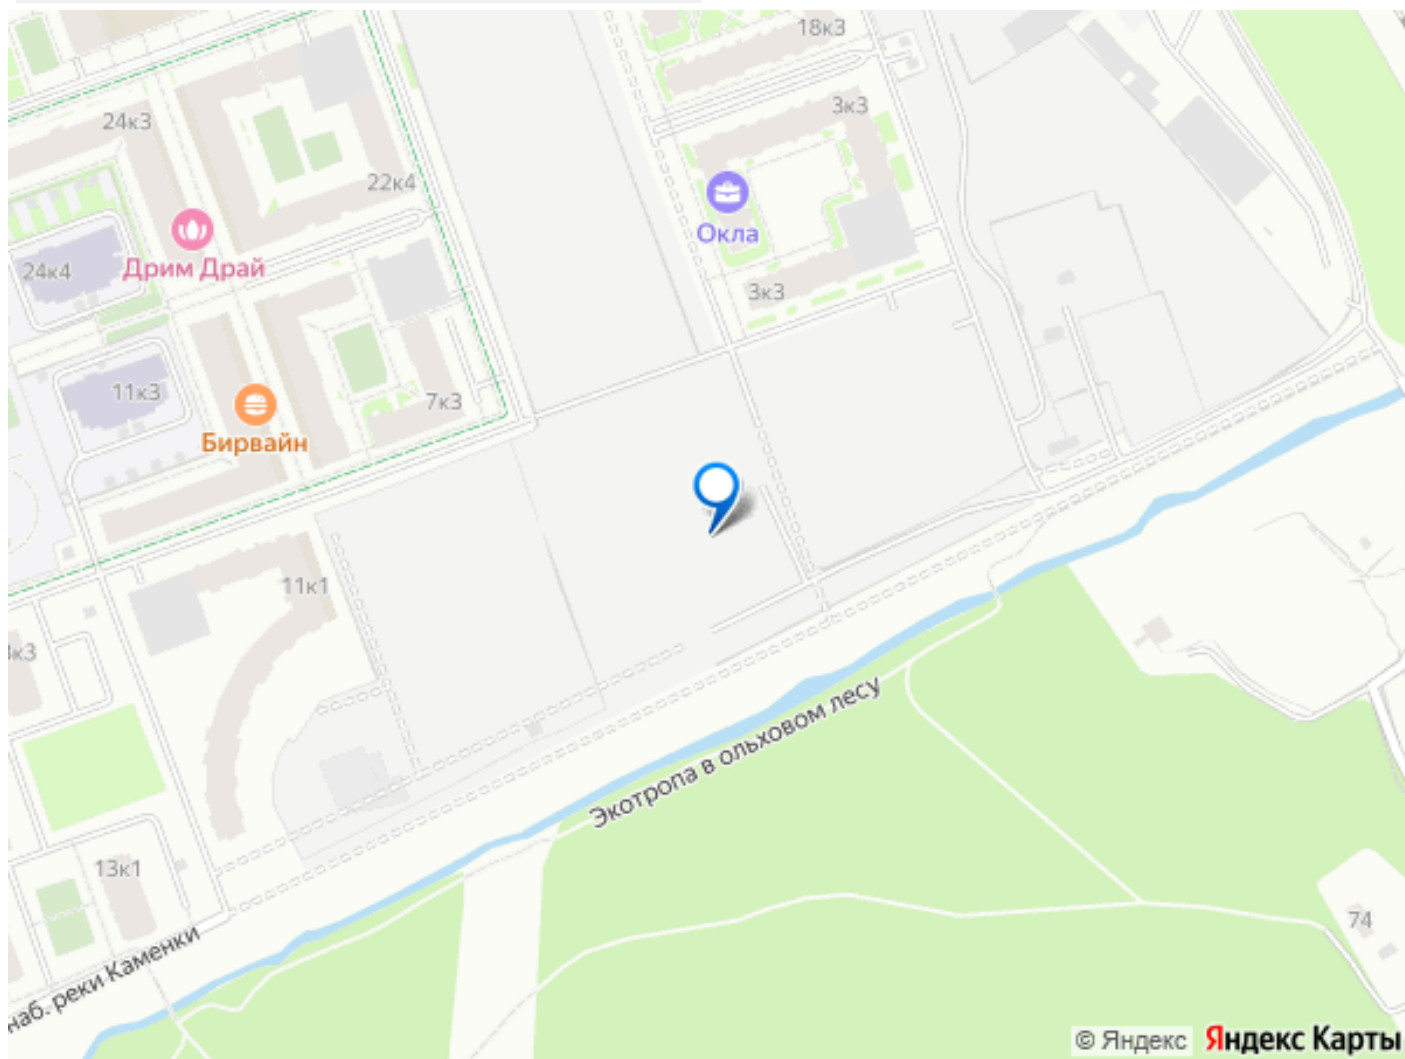 18к3
24к3
3к3
22к4
Окла
24к4
Дрим Драй
3к3
11к3
7к3
Бирвайн
11к1
к3
Экотропа в ольховом лесу
13к1
74
наб. реки Каменки
© Яндекс Яндекс Карты